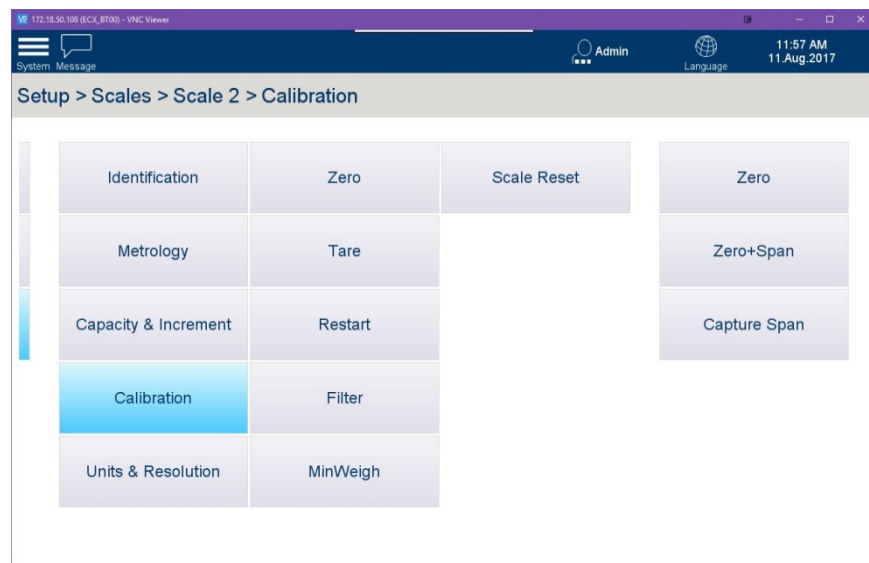 172.18.50.108 (ECX_BT00) - VNC Viewer
System Message
Admin
Language
11:57 AM
11.Aug.2017
Setup > Scales > Scale 2 > Calibration
Identification Zero Scale Reset Zero
Metrology Tare Zero+Span
Capacity & Increment Restart Capture Span
Calibration Filter
Units & Resolution MinWeigh